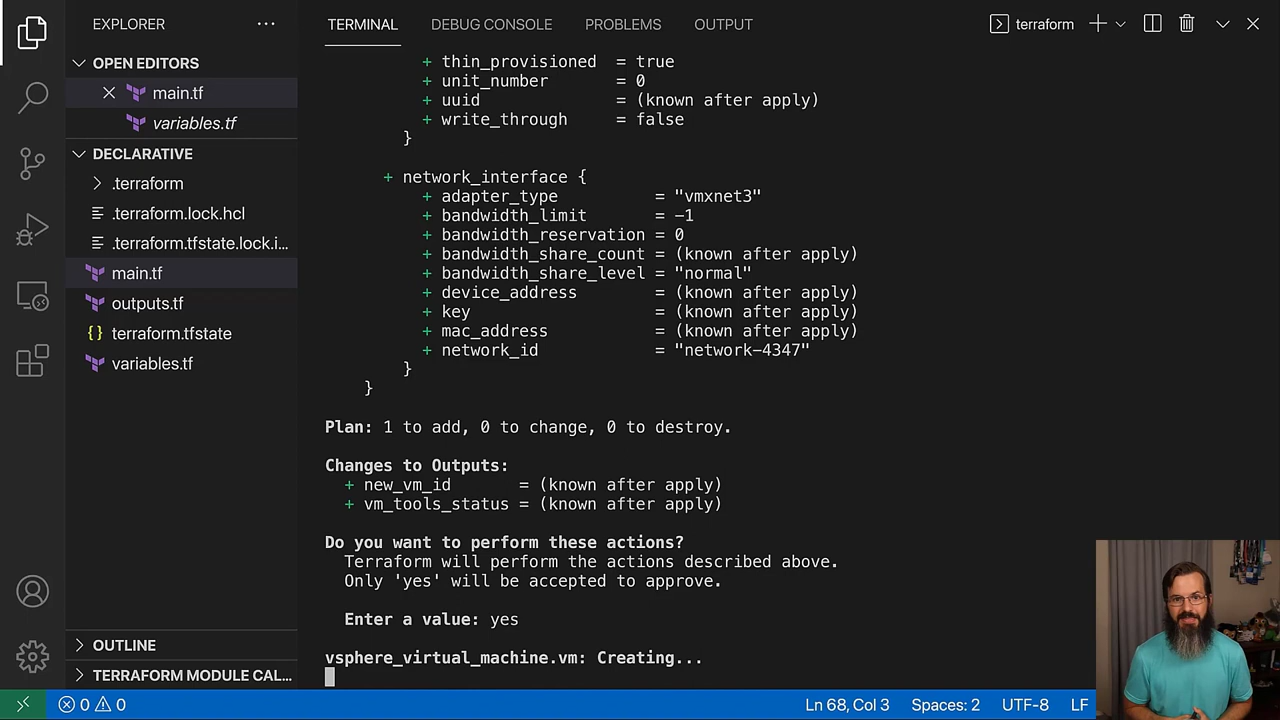 EXPLORER
TERMINAL
DEBUG CONSOLE
PROBLEMS
OUTPUT
terraform
OPEN EDITORS
main.tf
variables.tf
DECLARATIVE
.terraform
.terraform.lock.hcl
.terraform.tfstate.lock.i...
main.tf
outputs.tf
terraform.tfstate
variables.tf
OUTLINE
TERRAFORM MODULE CAL...
+ thin_provisioned  = true
+ unit_number       = 0
+ uuid              = (known after apply)
+ write_through     = false
}
+ network_interface {
+ adapter_type          = "vmxnet3"
+ bandwidth_limit       = -1
+ bandwidth_reservation = 0
+ bandwidth_share_count = (known after apply)
+ bandwidth_share_level = "normal"
+ device_address        = (known after apply)
+ key                   = (known after apply)
+ mac_address           = (known after apply)
+ network_id            = "network-4347"
}
}
Plan: 1 to add, 0 to change, 0 to destroy.
Changes to Outputs:
+ new_vm_id       = (known after apply)
+ vm_tools_status = (known after apply)
Do you want to perform these actions?
Terraform will perform the actions described above.
Only 'yes' will be accepted to approve.
Enter a value: yes
vsphere_virtual_machine.vm: Creating...
0 0
Ln 68, Col 3
Spaces: 2
UTF-8
LF